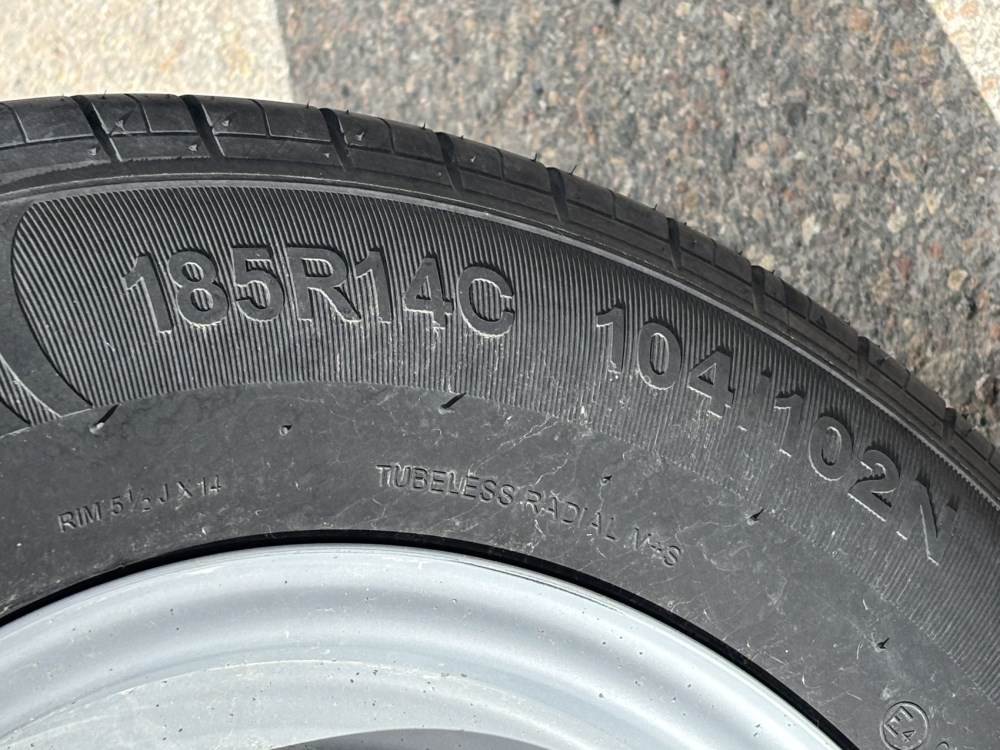 185R14C 104/102N
RIM 5½ J X 14 TUBELESS RADIAL M+S
E4